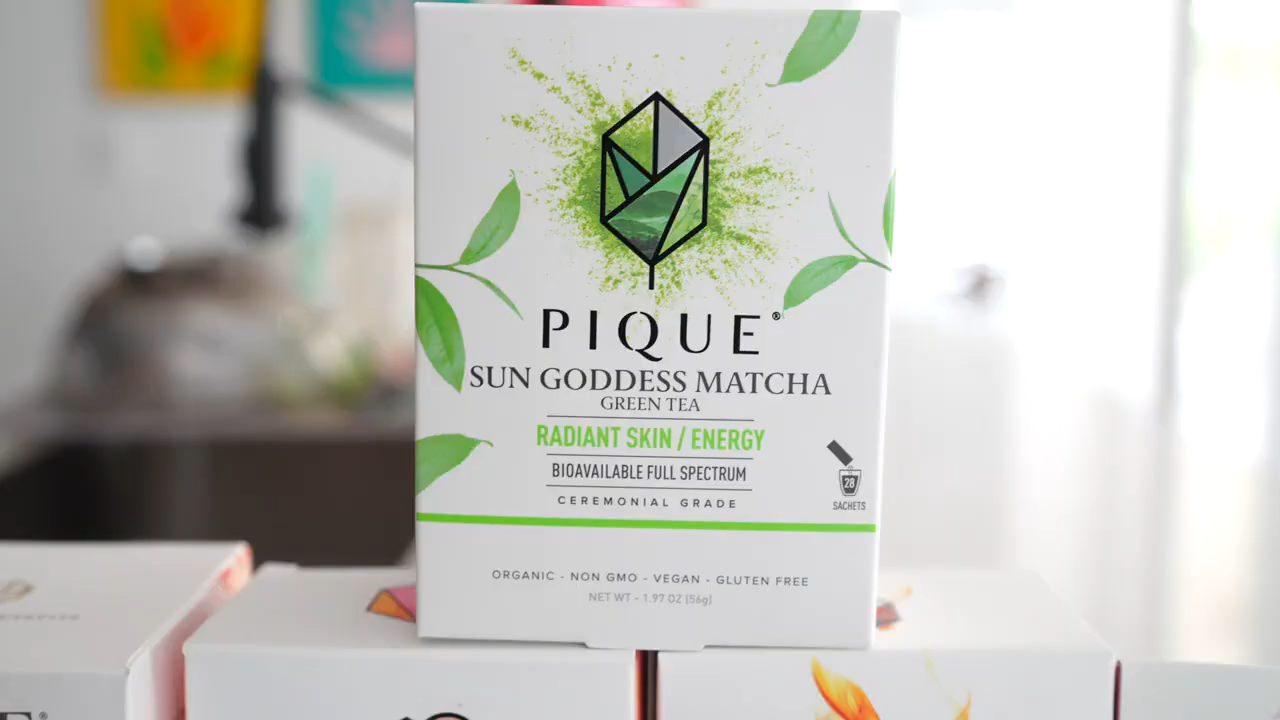 PIQUE®
SUN GODDESS MATCHA
GREEN TEA
RADIANT SKIN / ENERGY
BIOAVAILABLE FULL SPECTRUM
CEREMONIAL GRADE
28
SACHETS
ORGANIC - NON GMO - VEGAN - GLUTEN FREE
NET WT - 1.97 OZ (56g)
E®